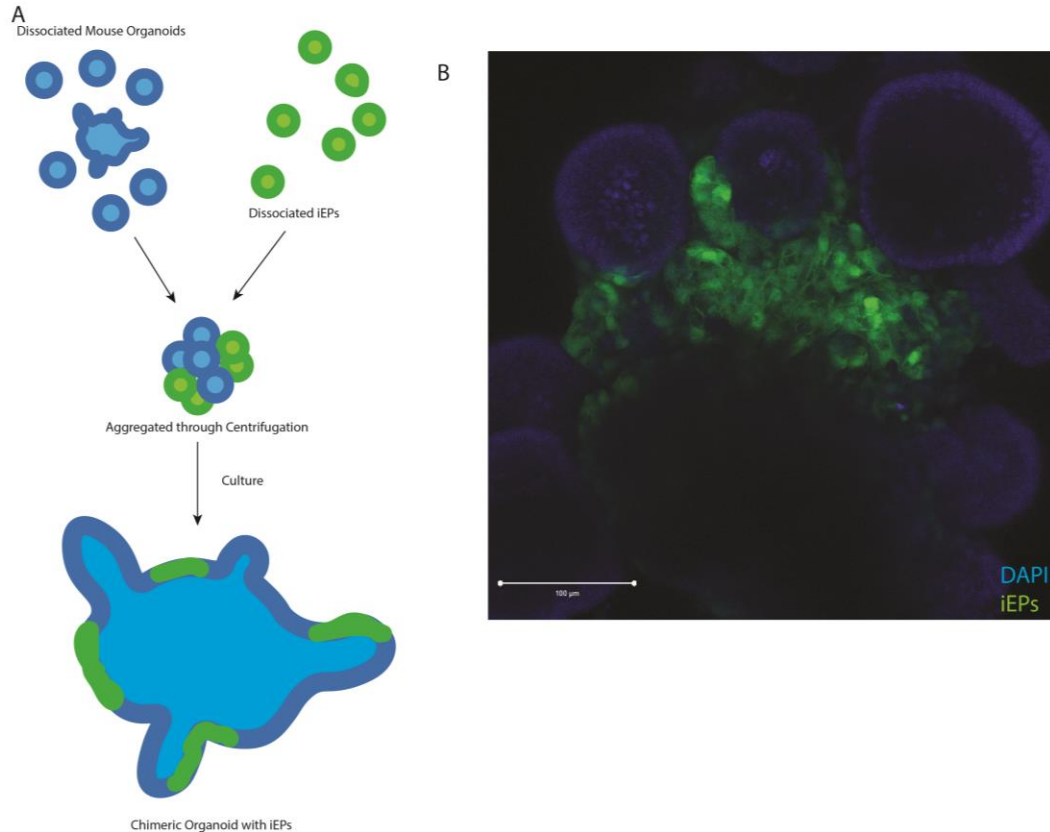 A
Dissociated Mouse Organoids
Dissociated iEPs
Aggregated through Centrifugation
Culture
Chimeric Organoid with iEPs
B
100 µm
DAPI
iEPs